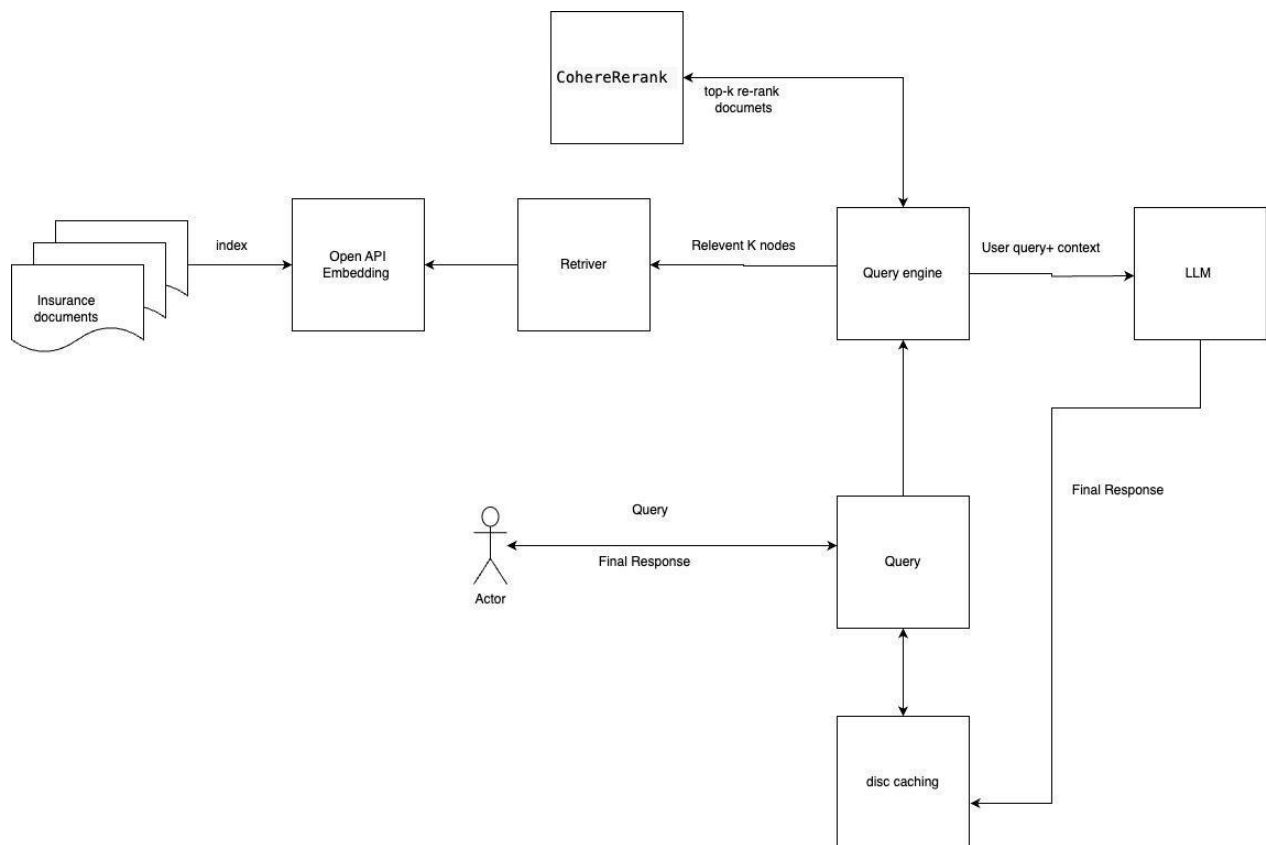 CohereRerank
top-k re-rank
documets
index
Open API
Embedding
Retriver
Relevent K nodes
Query engine
User query+ context
LLM
Insurance
documents
Final Response
Query
Final Response
Actor
Query
disc caching